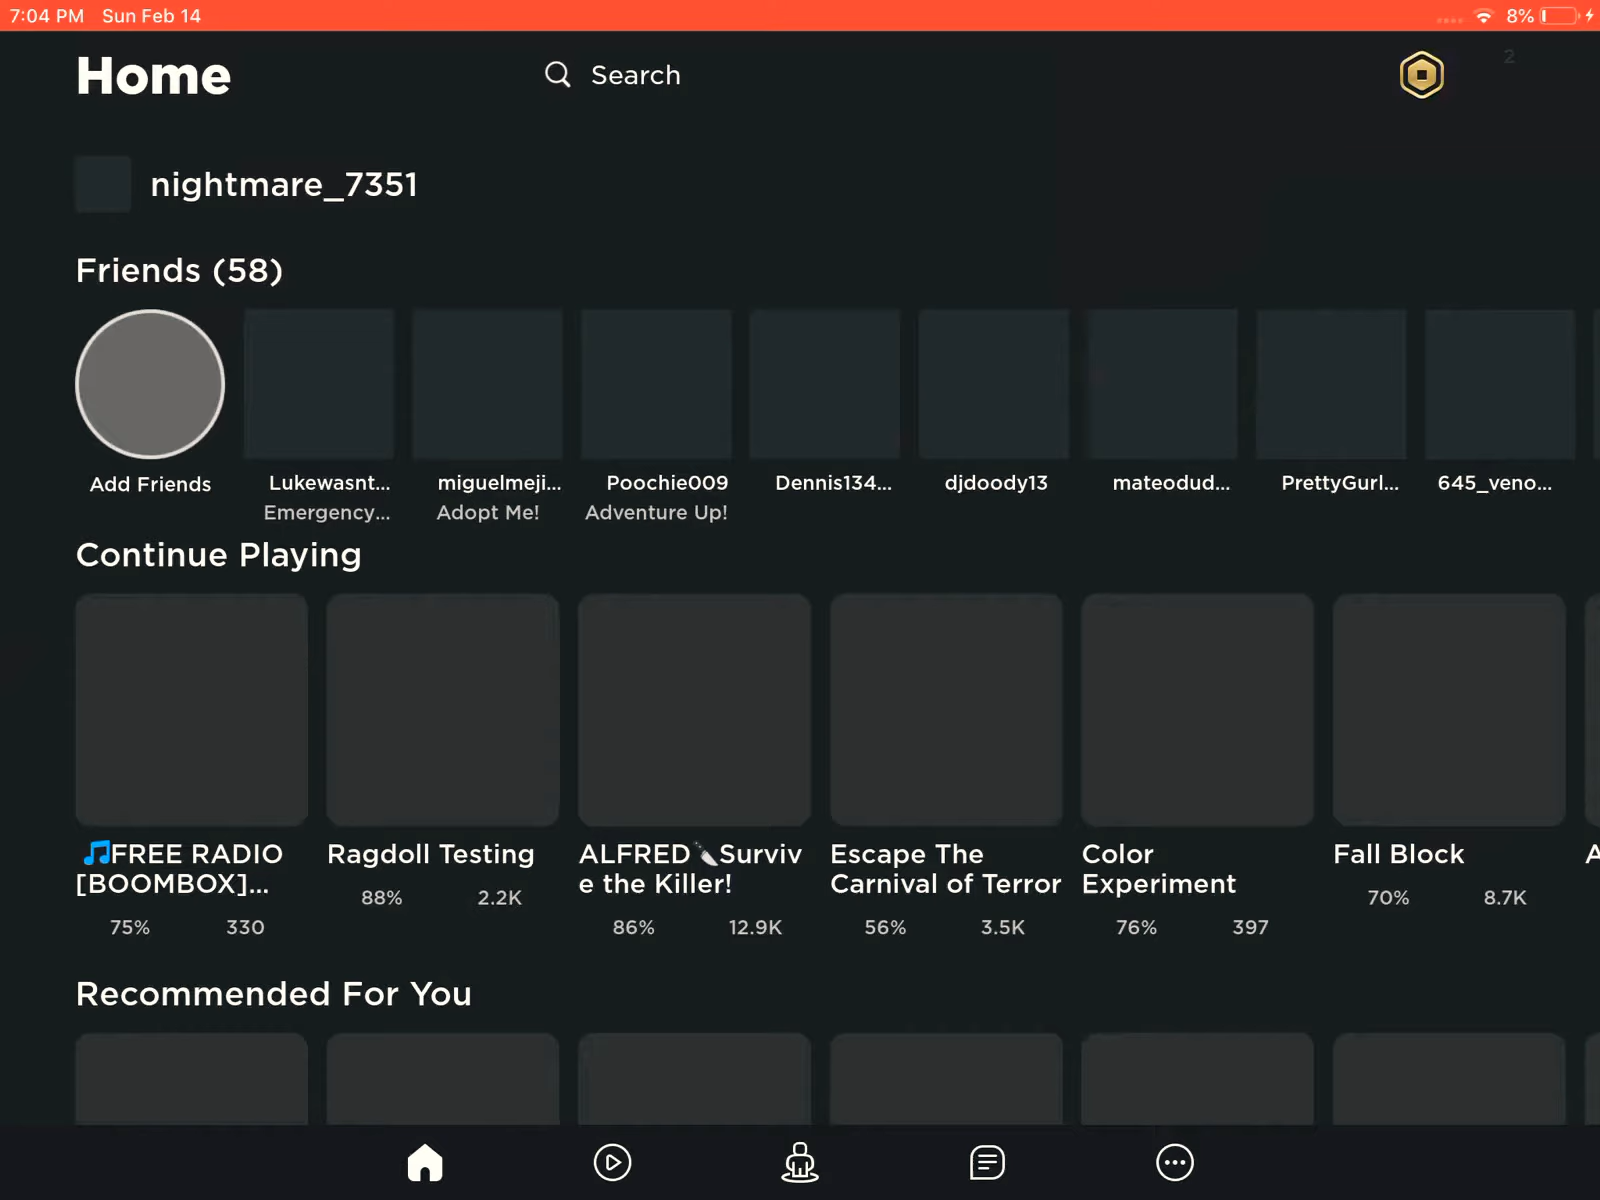 7:04 PM Sun Feb 14 8%
Home Search 2
nightmare_7351
Friends (58)
Add Friends Lukewasnt... miguelmeji... Poochie009 Dennis134... djdoody13 mateodud... PrettyGurl... 645_veno...
Emergency... Adopt Me! Adventure Up!
Continue Playing
🎵FREE RADIO Ragdoll Testing ALFRED🔪Surviv Escape The Color Fall Block A
[BOOMBOX]... e the Killer! Carnival of Terror Experiment
88% 2.2K 70% 8.7K
75% 330 86% 12.9K 56% 3.5K 76% 397
Recommended For You